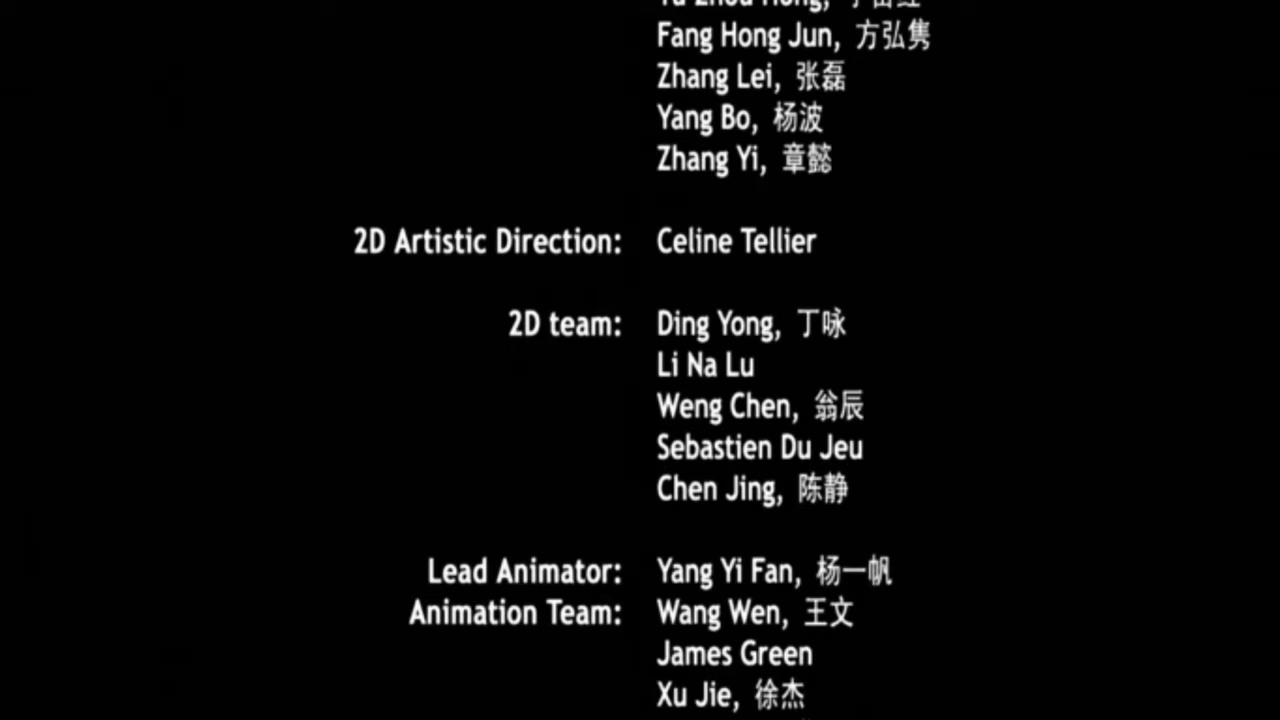 Fang Hong Jun, 方弘隽
Zhang Lei, 张磊
Yang Bo, 杨波
Zhang Yi, 章懿
2D Artistic Direction: Celine Tellier
2D team: Ding Yong, 丁咏
Li Na Lu
Weng Chen, 翁辰
Sebastien Du Jeu
Chen Jing, 陈静
Lead Animator: Yang Yi Fan, 杨一帆
Animation Team: Wang Wen, 王文
James Green
Xu Jie, 徐杰